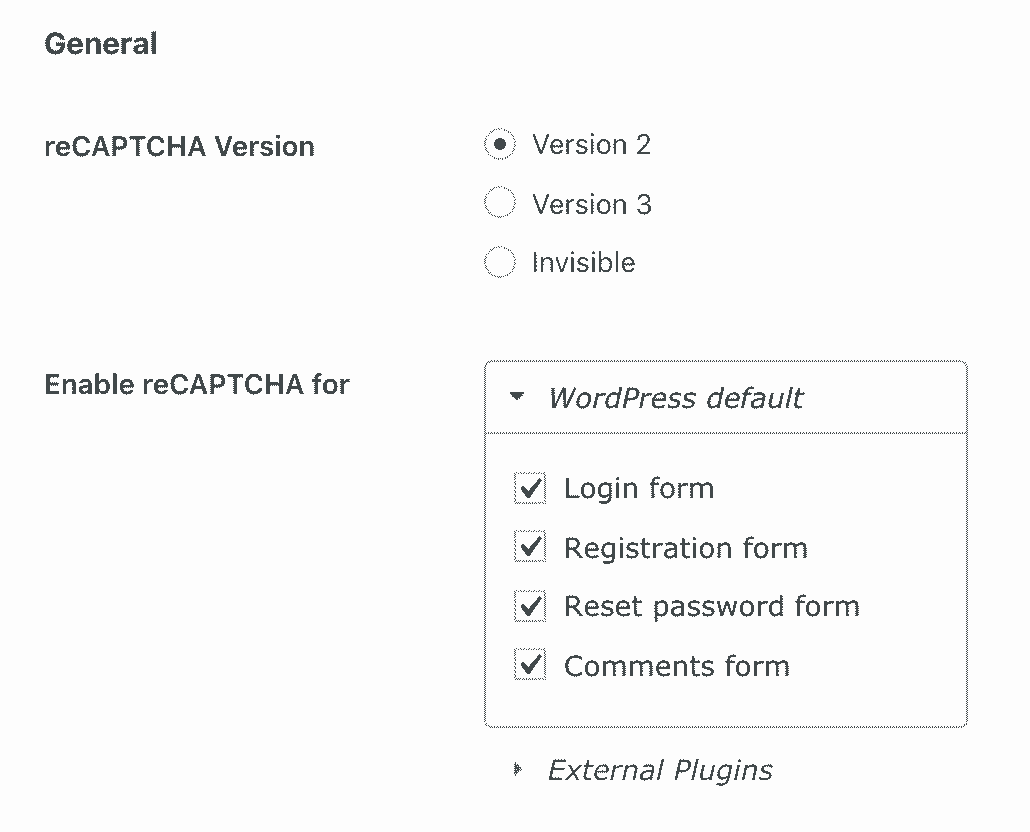 General
reCAPTCHA Version
Version 2
Version 3
Invisible
Enable reCAPTCHA for
WordPress default
Login form
Registration form
Reset password form
Comments form
External Plugins